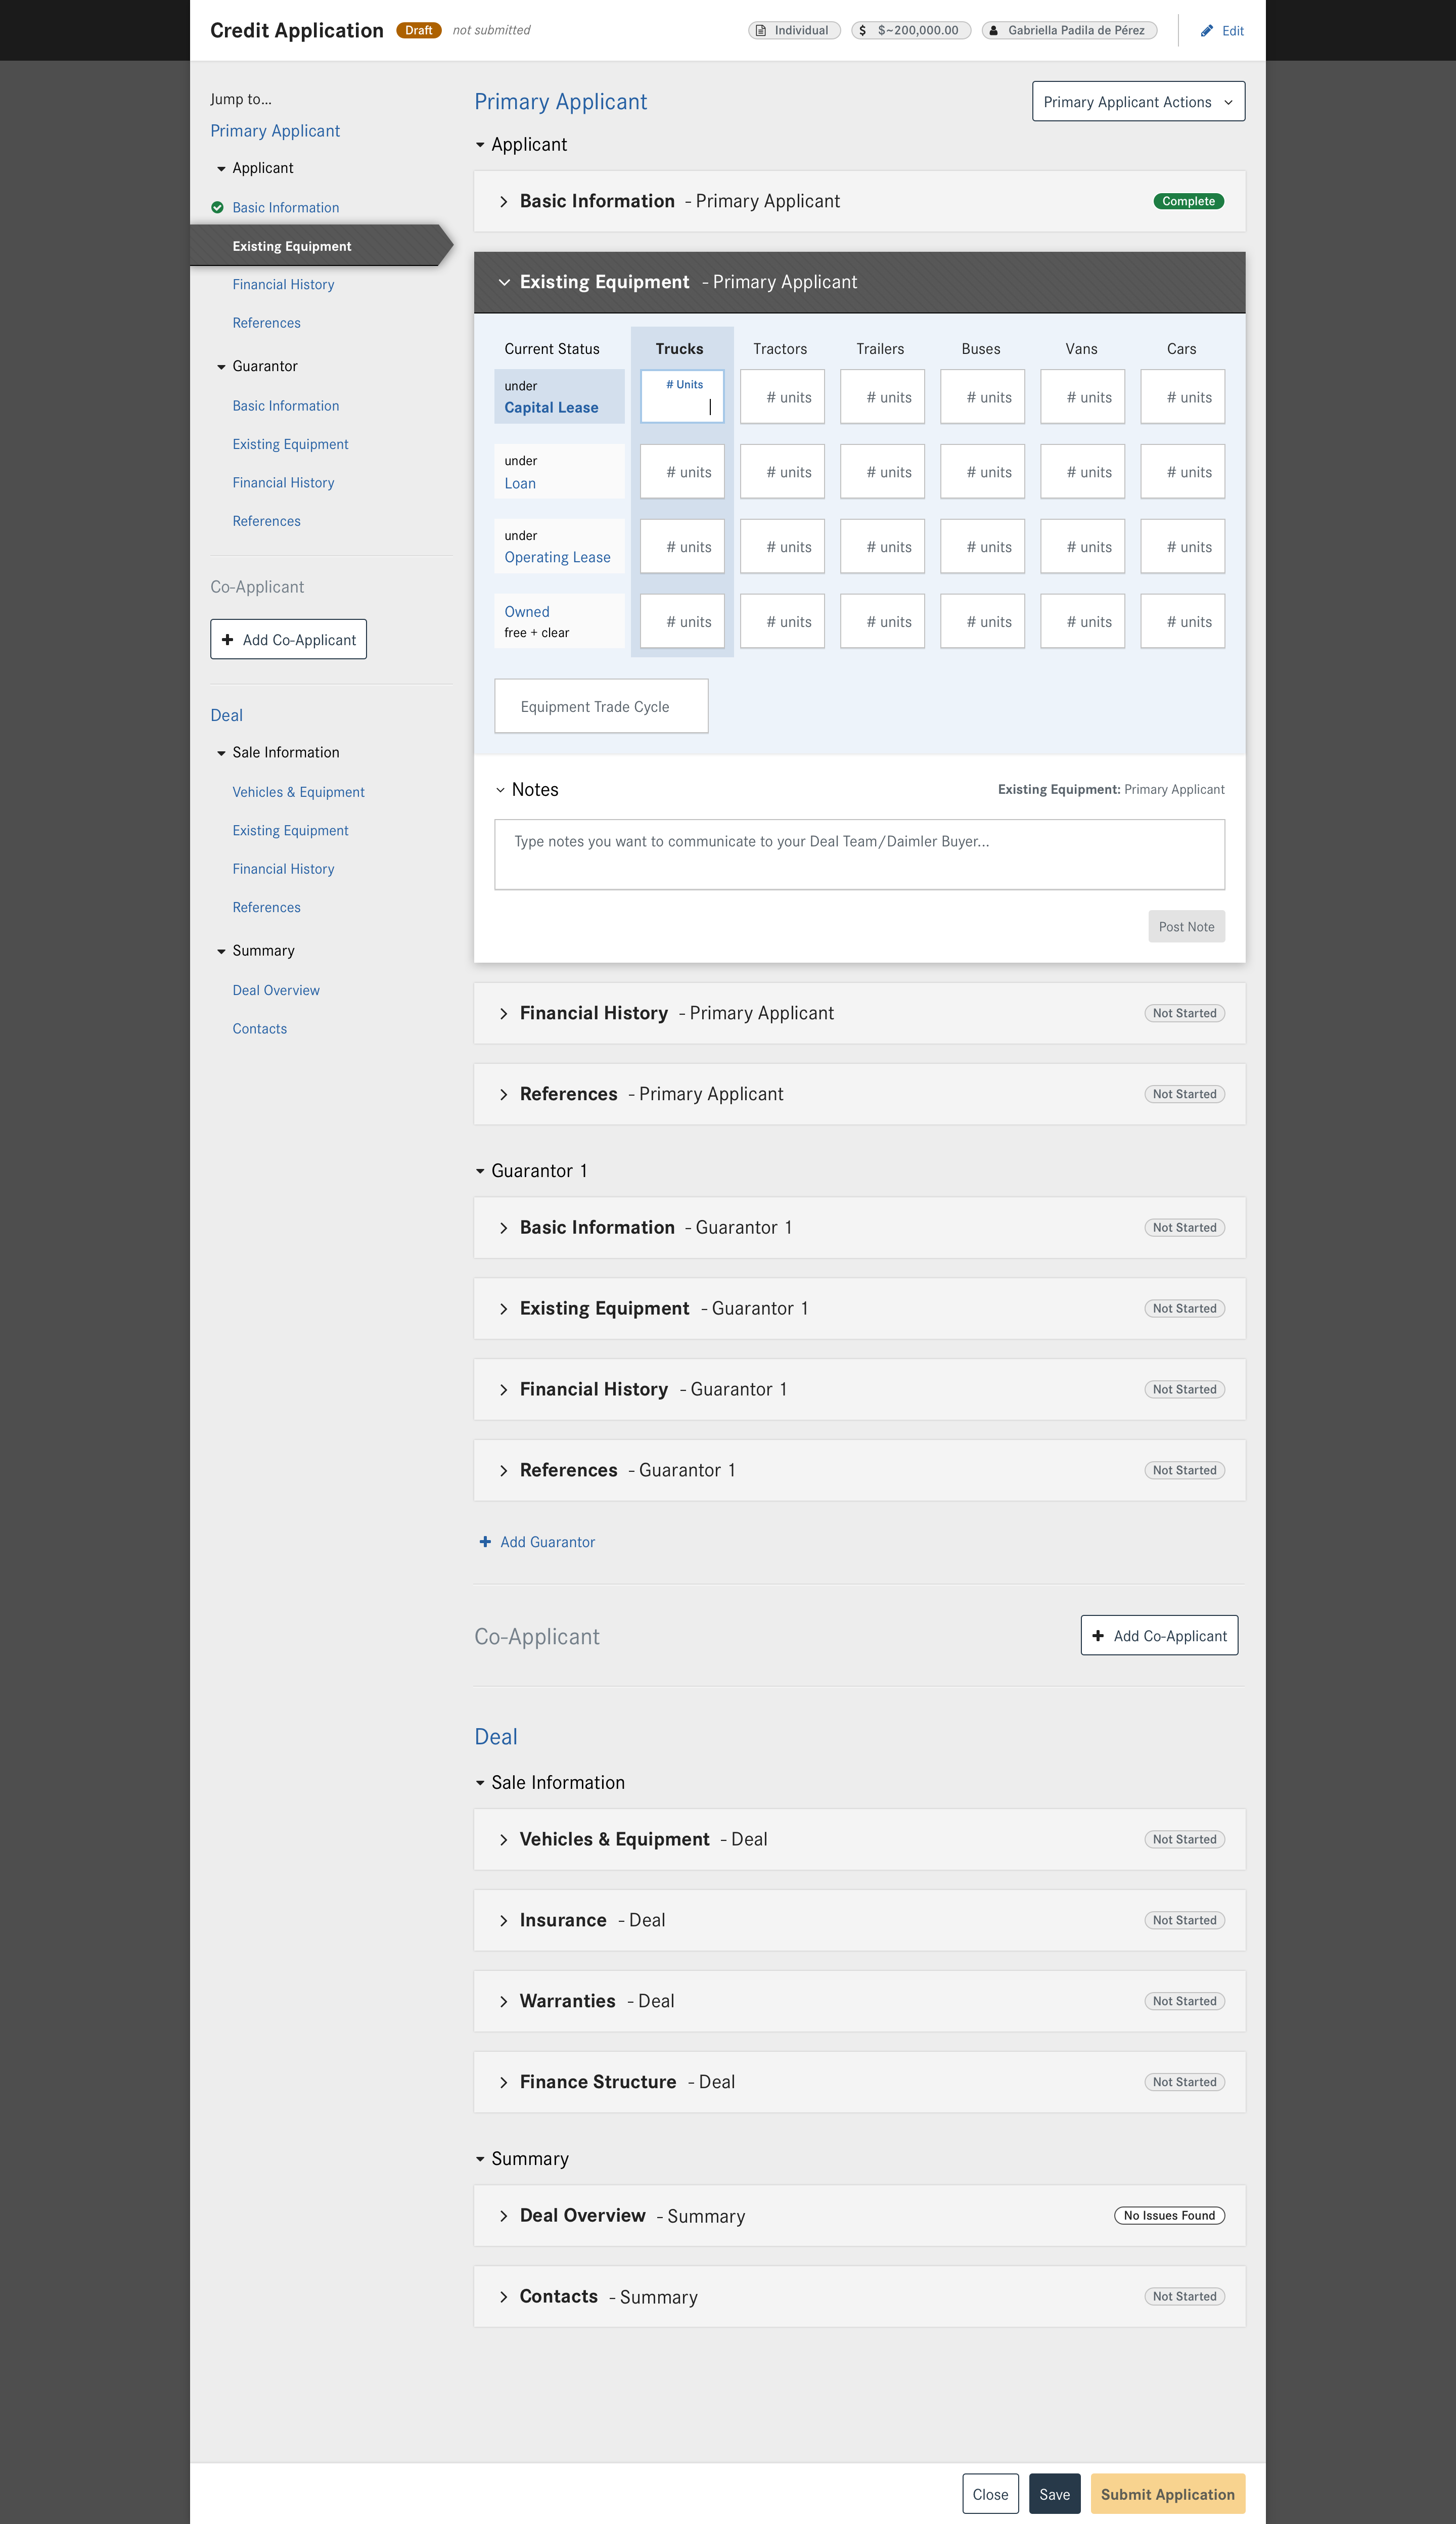 Credit Application Draft not submitted Individual $ $~200,000.00 Gabriella Padila de Pérez Edit
Jump to...
Primary Applicant
Applicant
Basic Information
Existing Equipment
Financial History
References
Guarantor
Basic Information
Existing Equipment
Financial History
References
Co-Applicant
Add Co-Applicant
Deal
Sale Information
Vehicles & Equipment
Existing Equipment
Financial History
References
Summary
Deal Overview
Contacts
Primary Applicant Primary Applicant Actions
Applicant
Basic Information - Primary Applicant Complete
Existing Equipment - Primary Applicant
Current Status Trucks Tractors Trailers Buses Vans Cars
under
Capital Lease # Units # units # units # units # units # units
under
Loan # units # units # units # units # units # units
under
Operating Lease # units # units # units # units # units # units
Owned
free + clear # units # units # units # units # units # units
Equipment Trade Cycle
Notes Existing Equipment: Primary Applicant
Type notes you want to communicate to your Deal Team/Daimler Buyer...
Post Note
Financial History - Primary Applicant Not Started
References - Primary Applicant Not Started
Guarantor 1
Basic Information - Guarantor 1 Not Started
Existing Equipment - Guarantor 1 Not Started
Financial History - Guarantor 1 Not Started
References - Guarantor 1 Not Started
Add Guarantor
Co-Applicant Add Co-Applicant
Deal
Sale Information
Vehicles & Equipment - Deal Not Started
Insurance - Deal Not Started
Warranties - Deal Not Started
Finance Structure - Deal Not Started
Summary
Deal Overview - Summary No Issues Found
Contacts - Summary Not Started
Close Save Submit Application